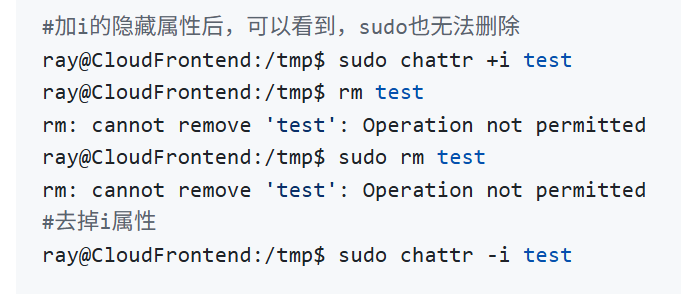 #加i的隐藏属性后，可以看到，sudo也无法删除
ray@CloudFrontend:/tmp$ sudo chattr +i test
ray@CloudFrontend:/tmp$ rm test
rm: cannot remove 'test': Operation not permitted
ray@CloudFrontend:/tmp$ sudo rm test
rm: cannot remove 'test': Operation not permitted
#去掉i属性
ray@CloudFrontend:/tmp$ sudo chattr -i test